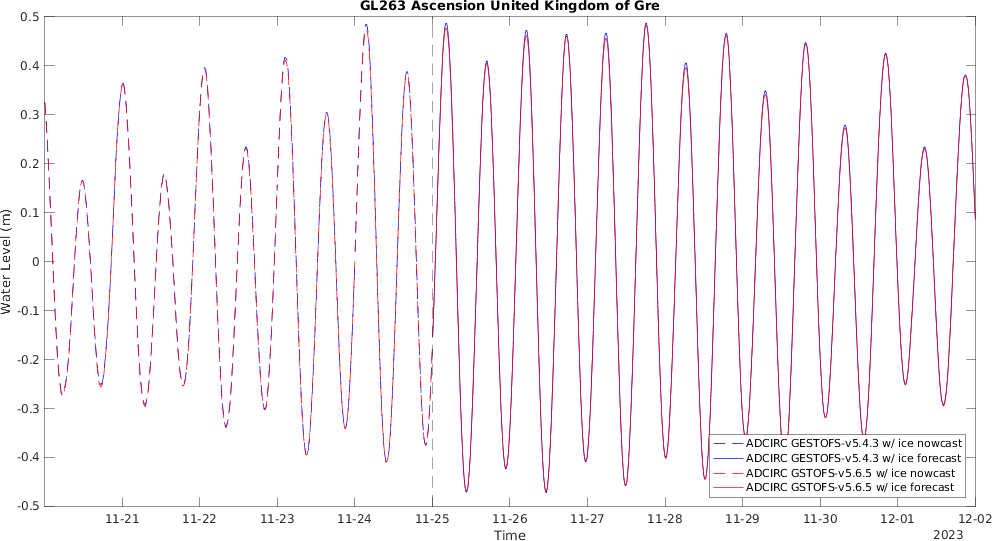 GL263 Ascension United Kingdom of Gre
0.5
0.4
0.3
0.2
0.1
0
-0.1
-0.2
-0.3
-0.4
-0.5
Water Level (m)
ADCIRC GESTOFS-v5.4.3 w/ ice nowcast
ADCIRC GESTOFS-v5.4.3 w/ ice forecast
ADCIRC GSTOFS-v5.6.5 w/ ice nowcast
ADCIRC GSTOFS-v5.6.5 w/ ice forecast
11-21 11-22 11-23 11-24 11-25 11-26 11-27 11-28 11-29 11-30 12-01 12-02
Time
2023